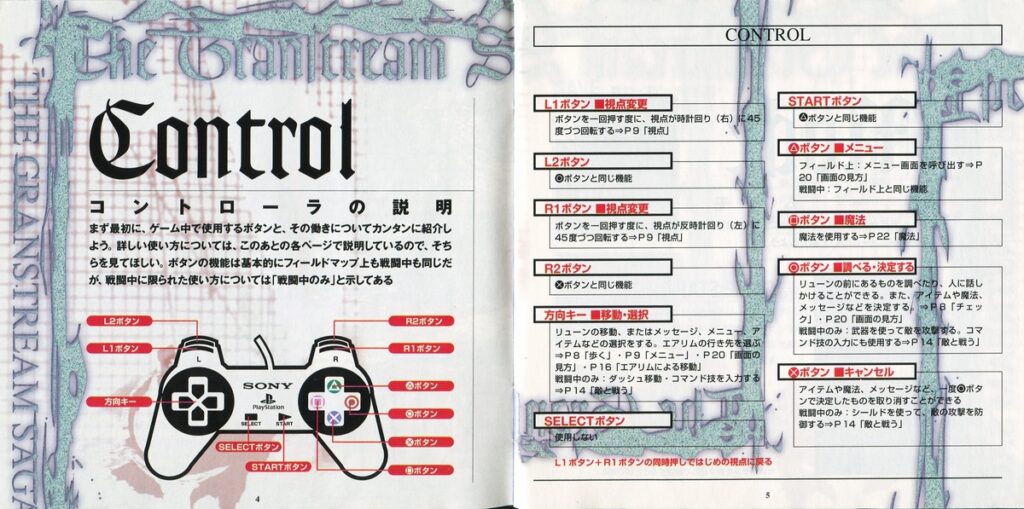 The Granstream S
THE GRANSTREAM SAGA
Control
コントローラの説明
まず最初に、ゲーム中で使用するボタンと、その働きについてカンタンに紹介し
よう。詳しい使い方については、このあとの各ページで説明しているので、そち
らを見てほしい。ボタンの機能は基本的にフィールドマップ上も戦闘中も同じだ
が、戦闘中に限られた使い方については「戦闘中のみ」と示してある
L2ボタン
R2ボタン
L1ボタン
R1ボタン
L
R
SONY
PlayStation
SELECT
START
方向キー
△ボタン
○ボタン
×ボタン
□ボタン
SELECTボタン
STARTボタン
4
CONTROL
L1ボタン ■視点変更
ボタンを一回押す度に、視点が時計回り（右）に45
度づつ回転する⇒P9「視点」
L2ボタン
○ボタンと同じ機能
R1ボタン ■視点変更
ボタンを一回押す度に、視点が反時計回り（左）に
45度づつ回転する⇒P9「視点」
R2ボタン
×ボタンと同じ機能
方向キー ■移動・選択
リューンの移動、またはメッセージ、メニュー、ア
イテムなどの選択をする。エアリムの行き先を選ぶ
⇒P8「歩く」・P9「メニュー」・P20「画面の
見方」・P16「エアリムによる移動」
戦闘中のみ：ダッシュ移動・コマンド技を入力する
⇒P14「敵と戦う」
SELECTボタン
使用しない
L1ボタン+R1ボタンの同時押しではじめの視点に戻る
STARTボタン
△ボタンと同じ機能
△ボタン ■メニュー
フィールド上：メニュー画面を呼び出す⇒P
20「画面の見方」
戦闘中：フィールド上と同じ機能
□ボタン ■魔法
魔法を使用する⇒P22「魔法」
○ボタン ■調べる・決定する
リューンの前にあるものを調べたり、人に話し
かけることができる。また、アイテムや魔法、
メッセージなどを決定する。⇒P8「チェッ
ク」・P20「画面の見方」
戦闘中のみ：武器を使って敵を攻撃する。コマ
ンド技の入力にも使用する⇒P14「敵と戦う」
×ボタン ■キャンセル
アイテムや魔法、メッセージなど、一度○ボタ
ンで決定したものを取り消すことができる
戦闘中のみ：シールドを使って、敵の攻撃を防
御する⇒P14「敵と戦う」
5